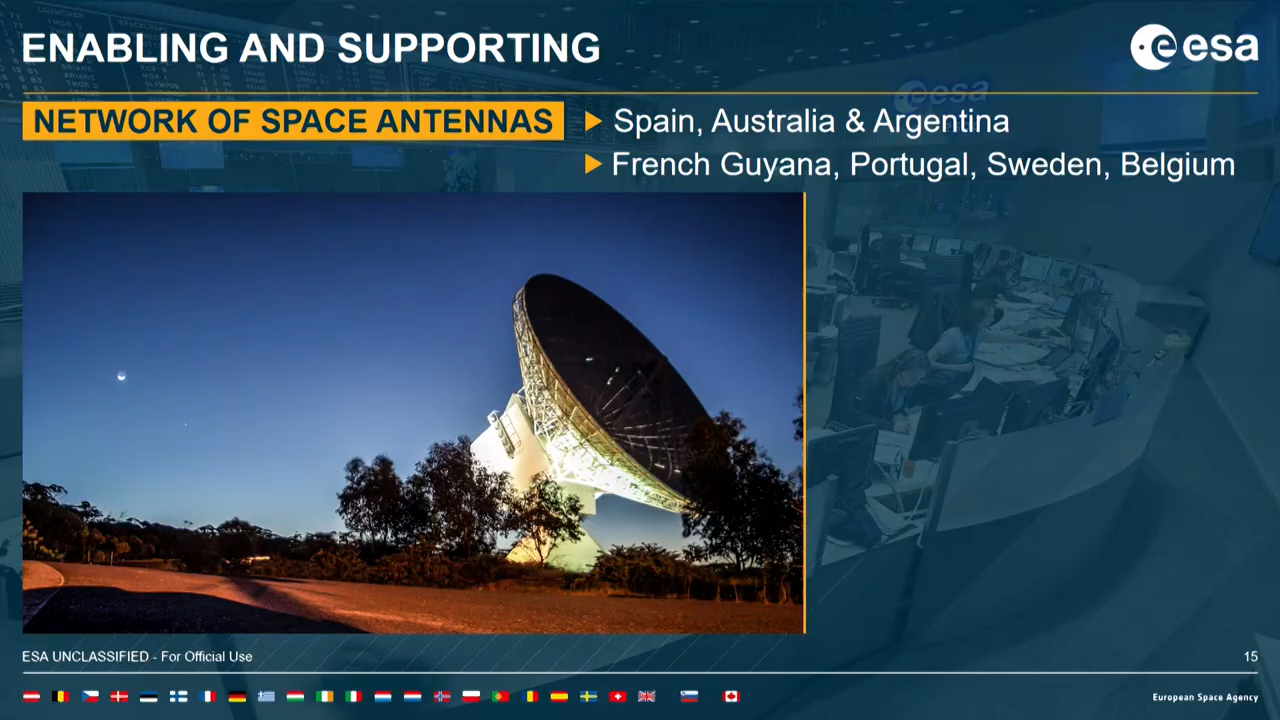 ENABLING AND SUPPORTING
esa
NETWORK OF SPACE ANTENNAS
Spain, Australia & Argentina
French Guyana, Portugal, Sweden, Belgium
esa
ESA UNCLASSIFIED - For Official Use
15
European Space Agency